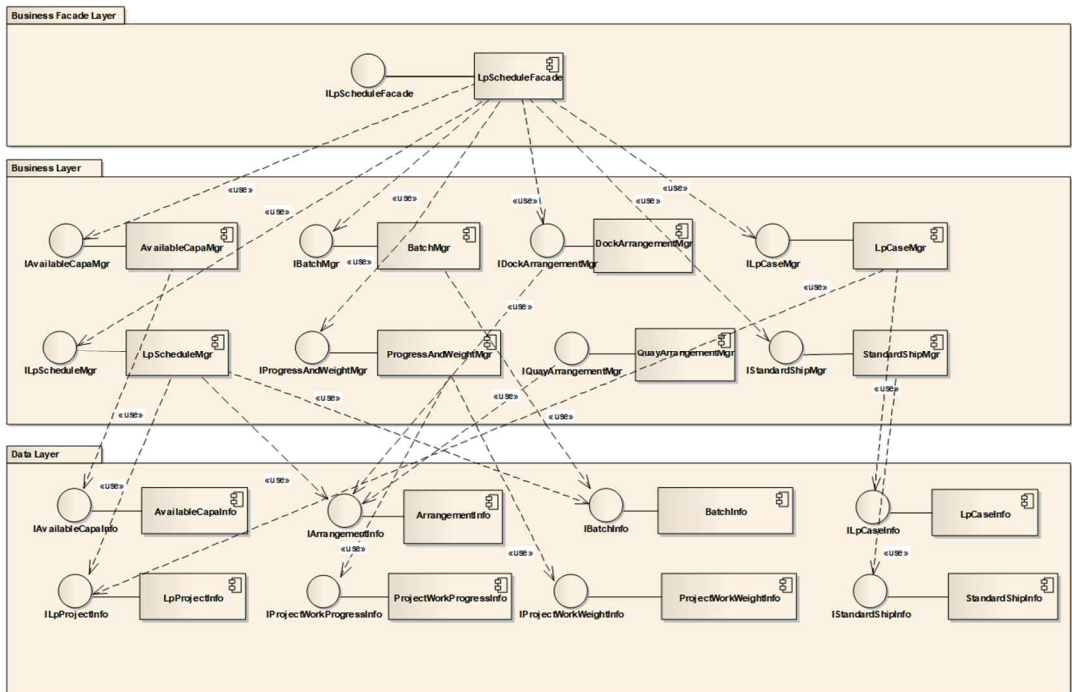 Business Facade Layer
LpScheduleFacade
ILpScheduleFacade
Business Layer
«use»
«use»
«use»
«use»
«use»
«use»
AvailableCapaMgr
BatchMgr
DockArrangementMgr
LpCaseMgr
IAvailableCapaMgr
IBatchMgr
«use»
IDockArrangementMgr
ILpCaseMgr
«use»
«use»
LpScheduleMgr
ProgressAndWeightMgr
QuayArrangementMgr
StandardShipMgr
ILpScheduleMgr
IProgressAndWeightMgr
IQuayArrangementMgr
IStandardShipMgr
«use»
«use»
«use»
«use»
Data Layer
«use»
«use»
AvailableCapaInfo
ArrangementInfo
BatchInfo
LpCaseInfo
IAvailableCapaInfo
IArrangementInfo
IBatchInfo
ILpCaseInfo
«use»
«use»
«use»
LpProjectInfo
ProjectWorkProgressInfo
ProjectWorkWeightInfo
StandardShipInfo
ILpProjectInfo
IProjectWorkProgressInfo
IProjectWorkWeightInfo
IStandardShipInfo